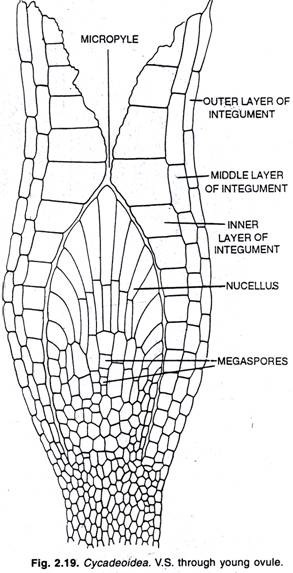 MICROPYLE
OUTER LAYER OF
INTEGUMENT
MIDDLE LAYER
OF INTEGUMENT
INNER
LAYER OF
INTEGUMENT
NUCELLUS
MEGASPORES
Fig. 2.19. Cycadeoidea. V.S. through young ovule.